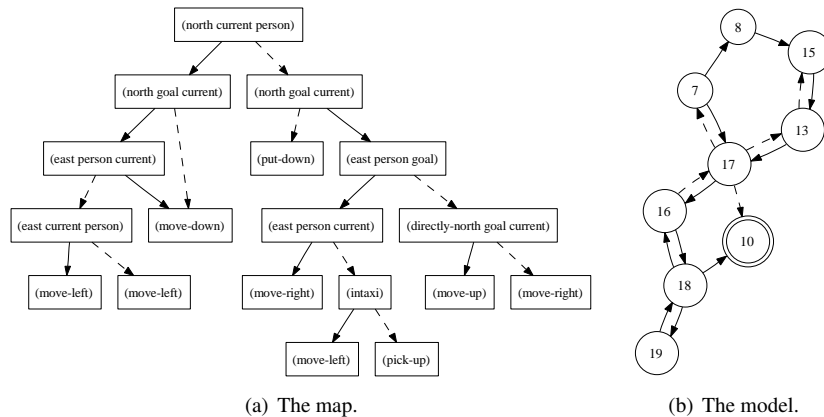 (north current person)
(north goal current)
(north goal current)
(east person current)
(put-down)
(east person goal)
(east current person)
(move-down)
(east person current)
(directly-north goal current)
(move-left)
(move-left)
(move-right)
(intaxi)
(move-up)
(move-right)
(move-left)
(pick-up)
(a) The map.
8
15
7
13
17
16
10
18
19
(b) The model.